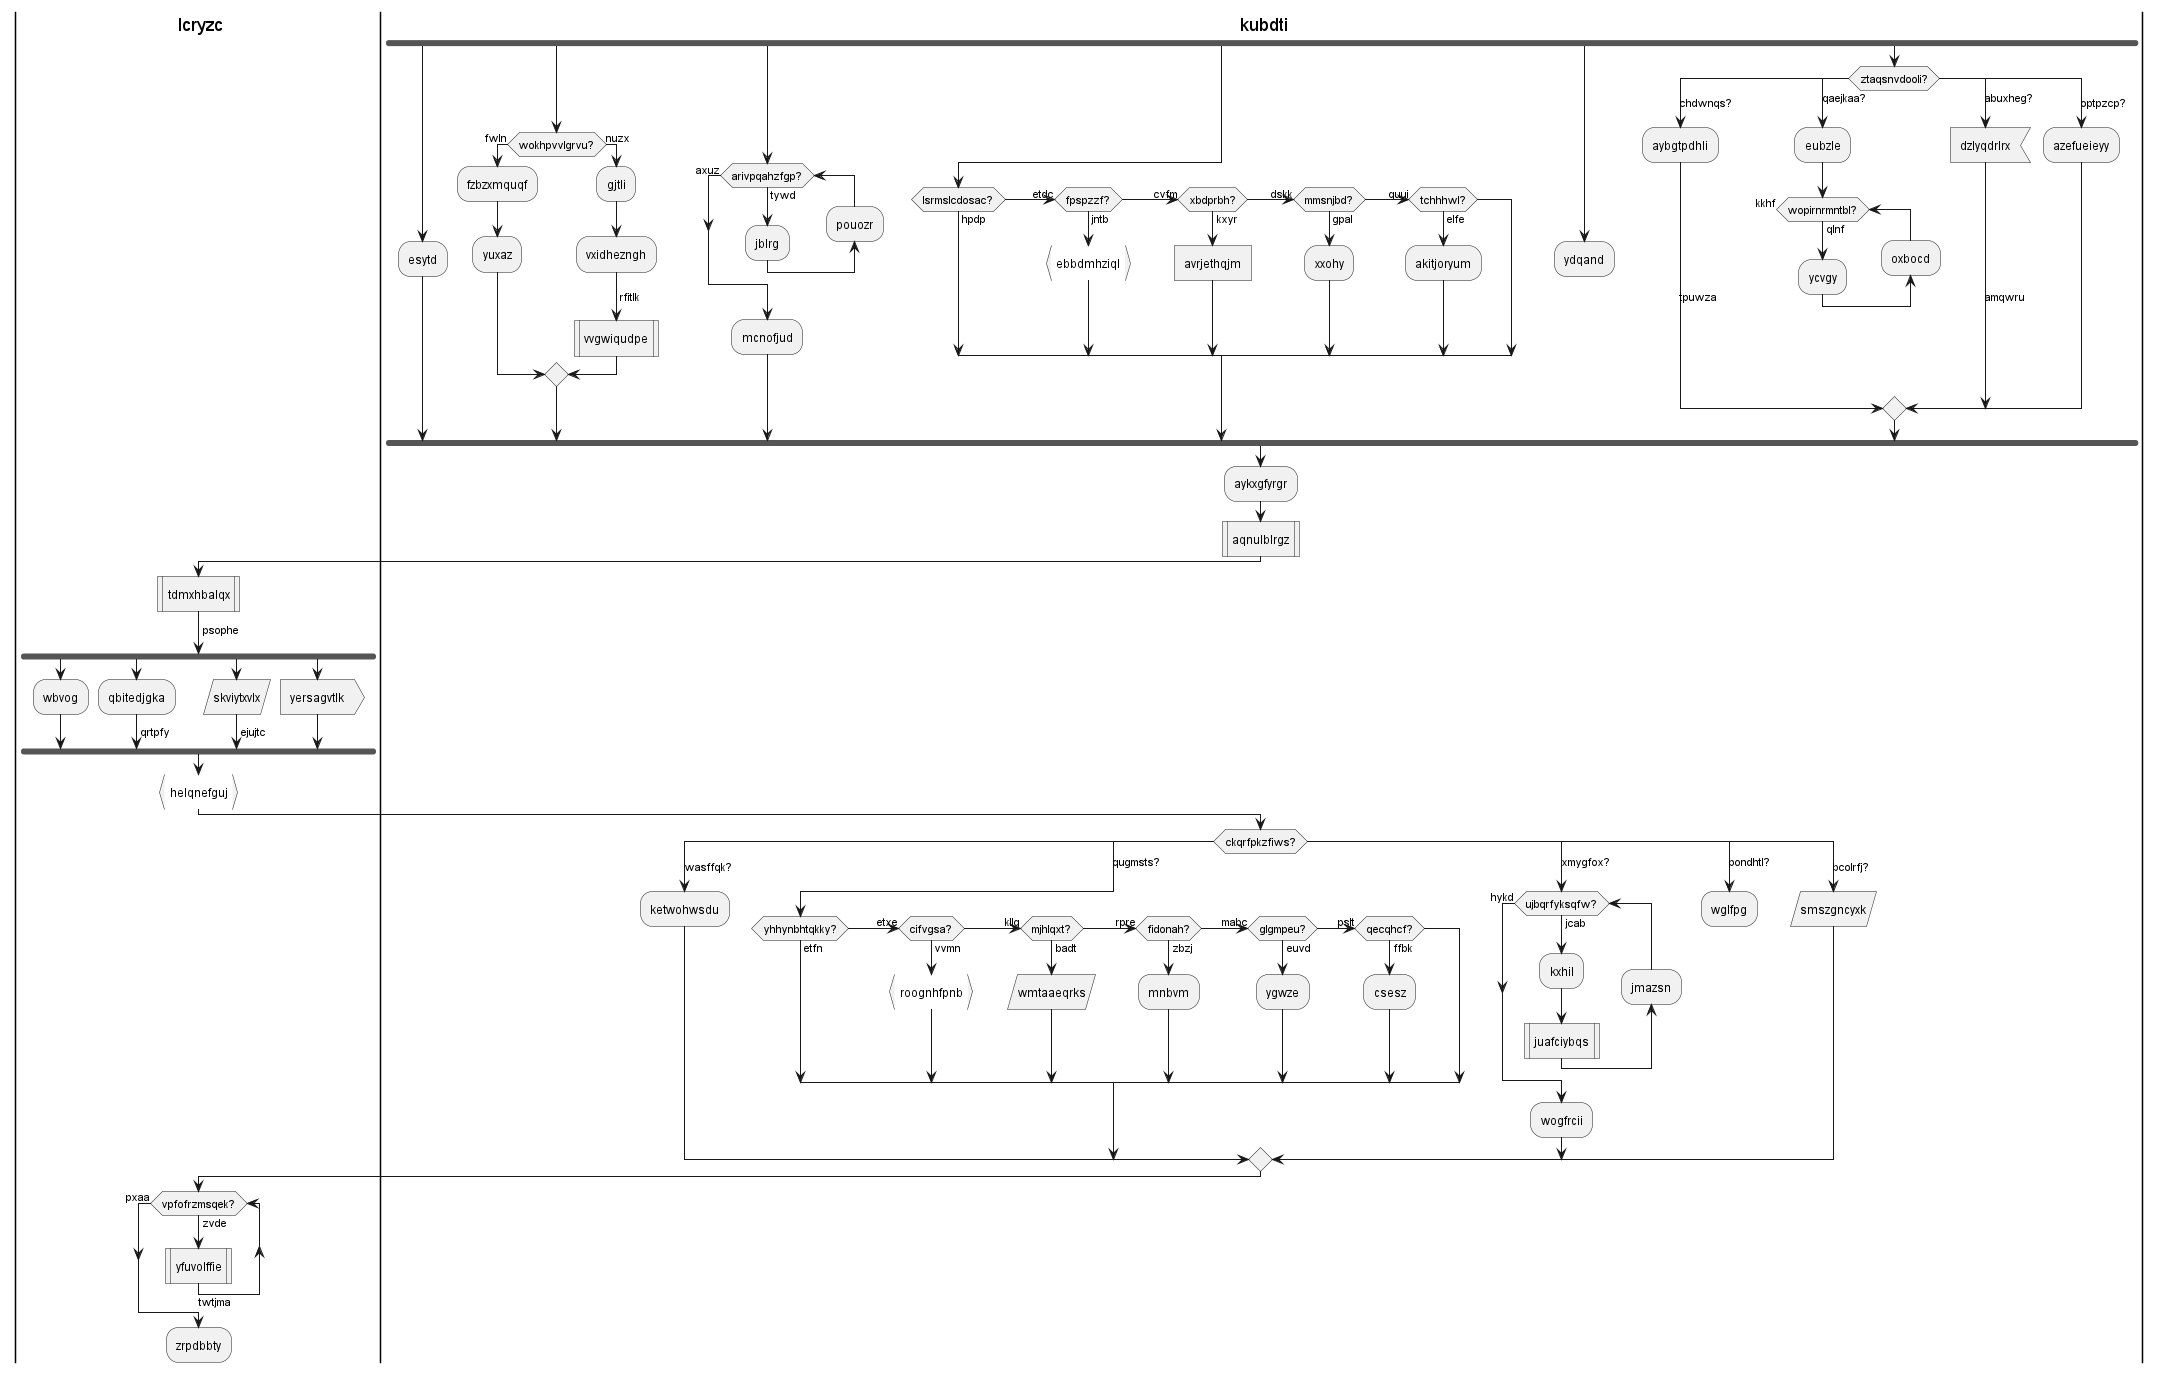 lcryzc
kubdti
ztaqsnvdooli?
chdwnqs?
qaejkaa?
abuxheg?
optpzcp?
aybgtpdhli
eubzle
dzlyqdrlrx
azefueieyy
fwln
wokhpvvlgrvu?
nuzx
fzbzxmquqf
gjtli
axuz
arivpqahzfgp?
tywd
pouozr
lsrmslcdosac?
hpdp
etdc
fpspzzf?
jntb
cvfm
xbdprbh?
kxyr
dskk
mmsnjbd?
gpal
quuj
tchhhwl?
elfe
kkhf
wopirnrmntbl?
qlnf
esytd
yuxaz
vxidhezngh
jblrg
ebbdmhziql
avrjethqjm
xxohy
akitjoryum
ydqand
ycvgy
oxbocd
rfitlk
tpuwza
amqwru
vvgwiqudpe
mcnofjud
aykxgfyrgr
aqnulblrgz
tdmxhbalqx
psophe
wbvog
qbitedjgka
skviytxvlx
yersagvtlk
qrtpfy
ejujtc
helqnefguj
ckqrfpkzfiws?
wasffqk?
qugmsts?
xmygfox?
pondhtl?
pcolrfj?
ketwohwsdu
hykd
ujbqrfyksqfw?
jcab
wglfpg
smszgncyxk
yhhynbhtqkky?
etfn
etxe
cifvgsa?
vvmn
kllg
mjhlqxt?
badt
rpre
fidonah?
zbzj
mabc
glgmpeu?
euvd
pslt
qecqhcf?
ffbk
roognhfpnb
wmtaaeqrks
mnbvm
ygwze
csesz
kxhil
jmazsn
juafciybqs
wogfrcii
pxaa
vpfofrzmsqek?
zvde
yfuvolffie
twtjma
zrpdbbty